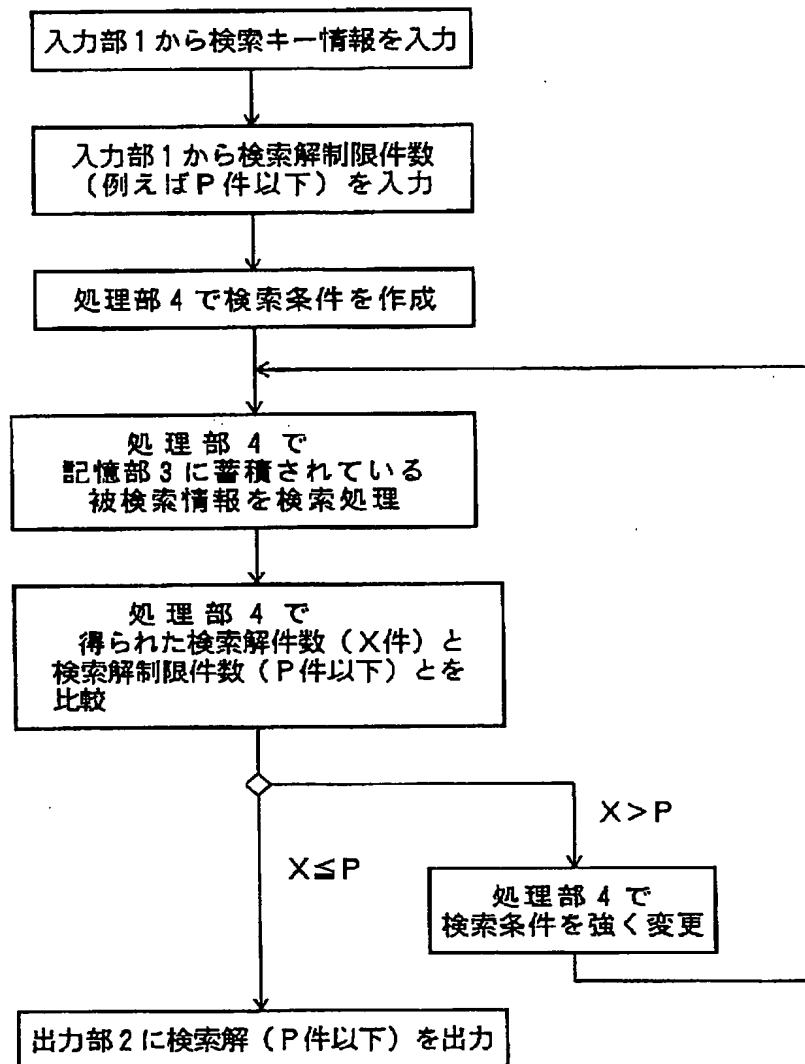 入力部1から検索キー情報を入力
入力部1から検索解制限件数
(例えばP件以下)を入力
処理部4で検索条件を作成
処理部4で
記憶部3に蓄積されている
被検索情報を検索処理
処理部4で
得られた検索解件数(X件)と
検索解制限件数(P件以下)とを
比較
X>P
X≦P
処理部4で
検索条件を強く変更
出力部2に検索解(P件以下)を出力